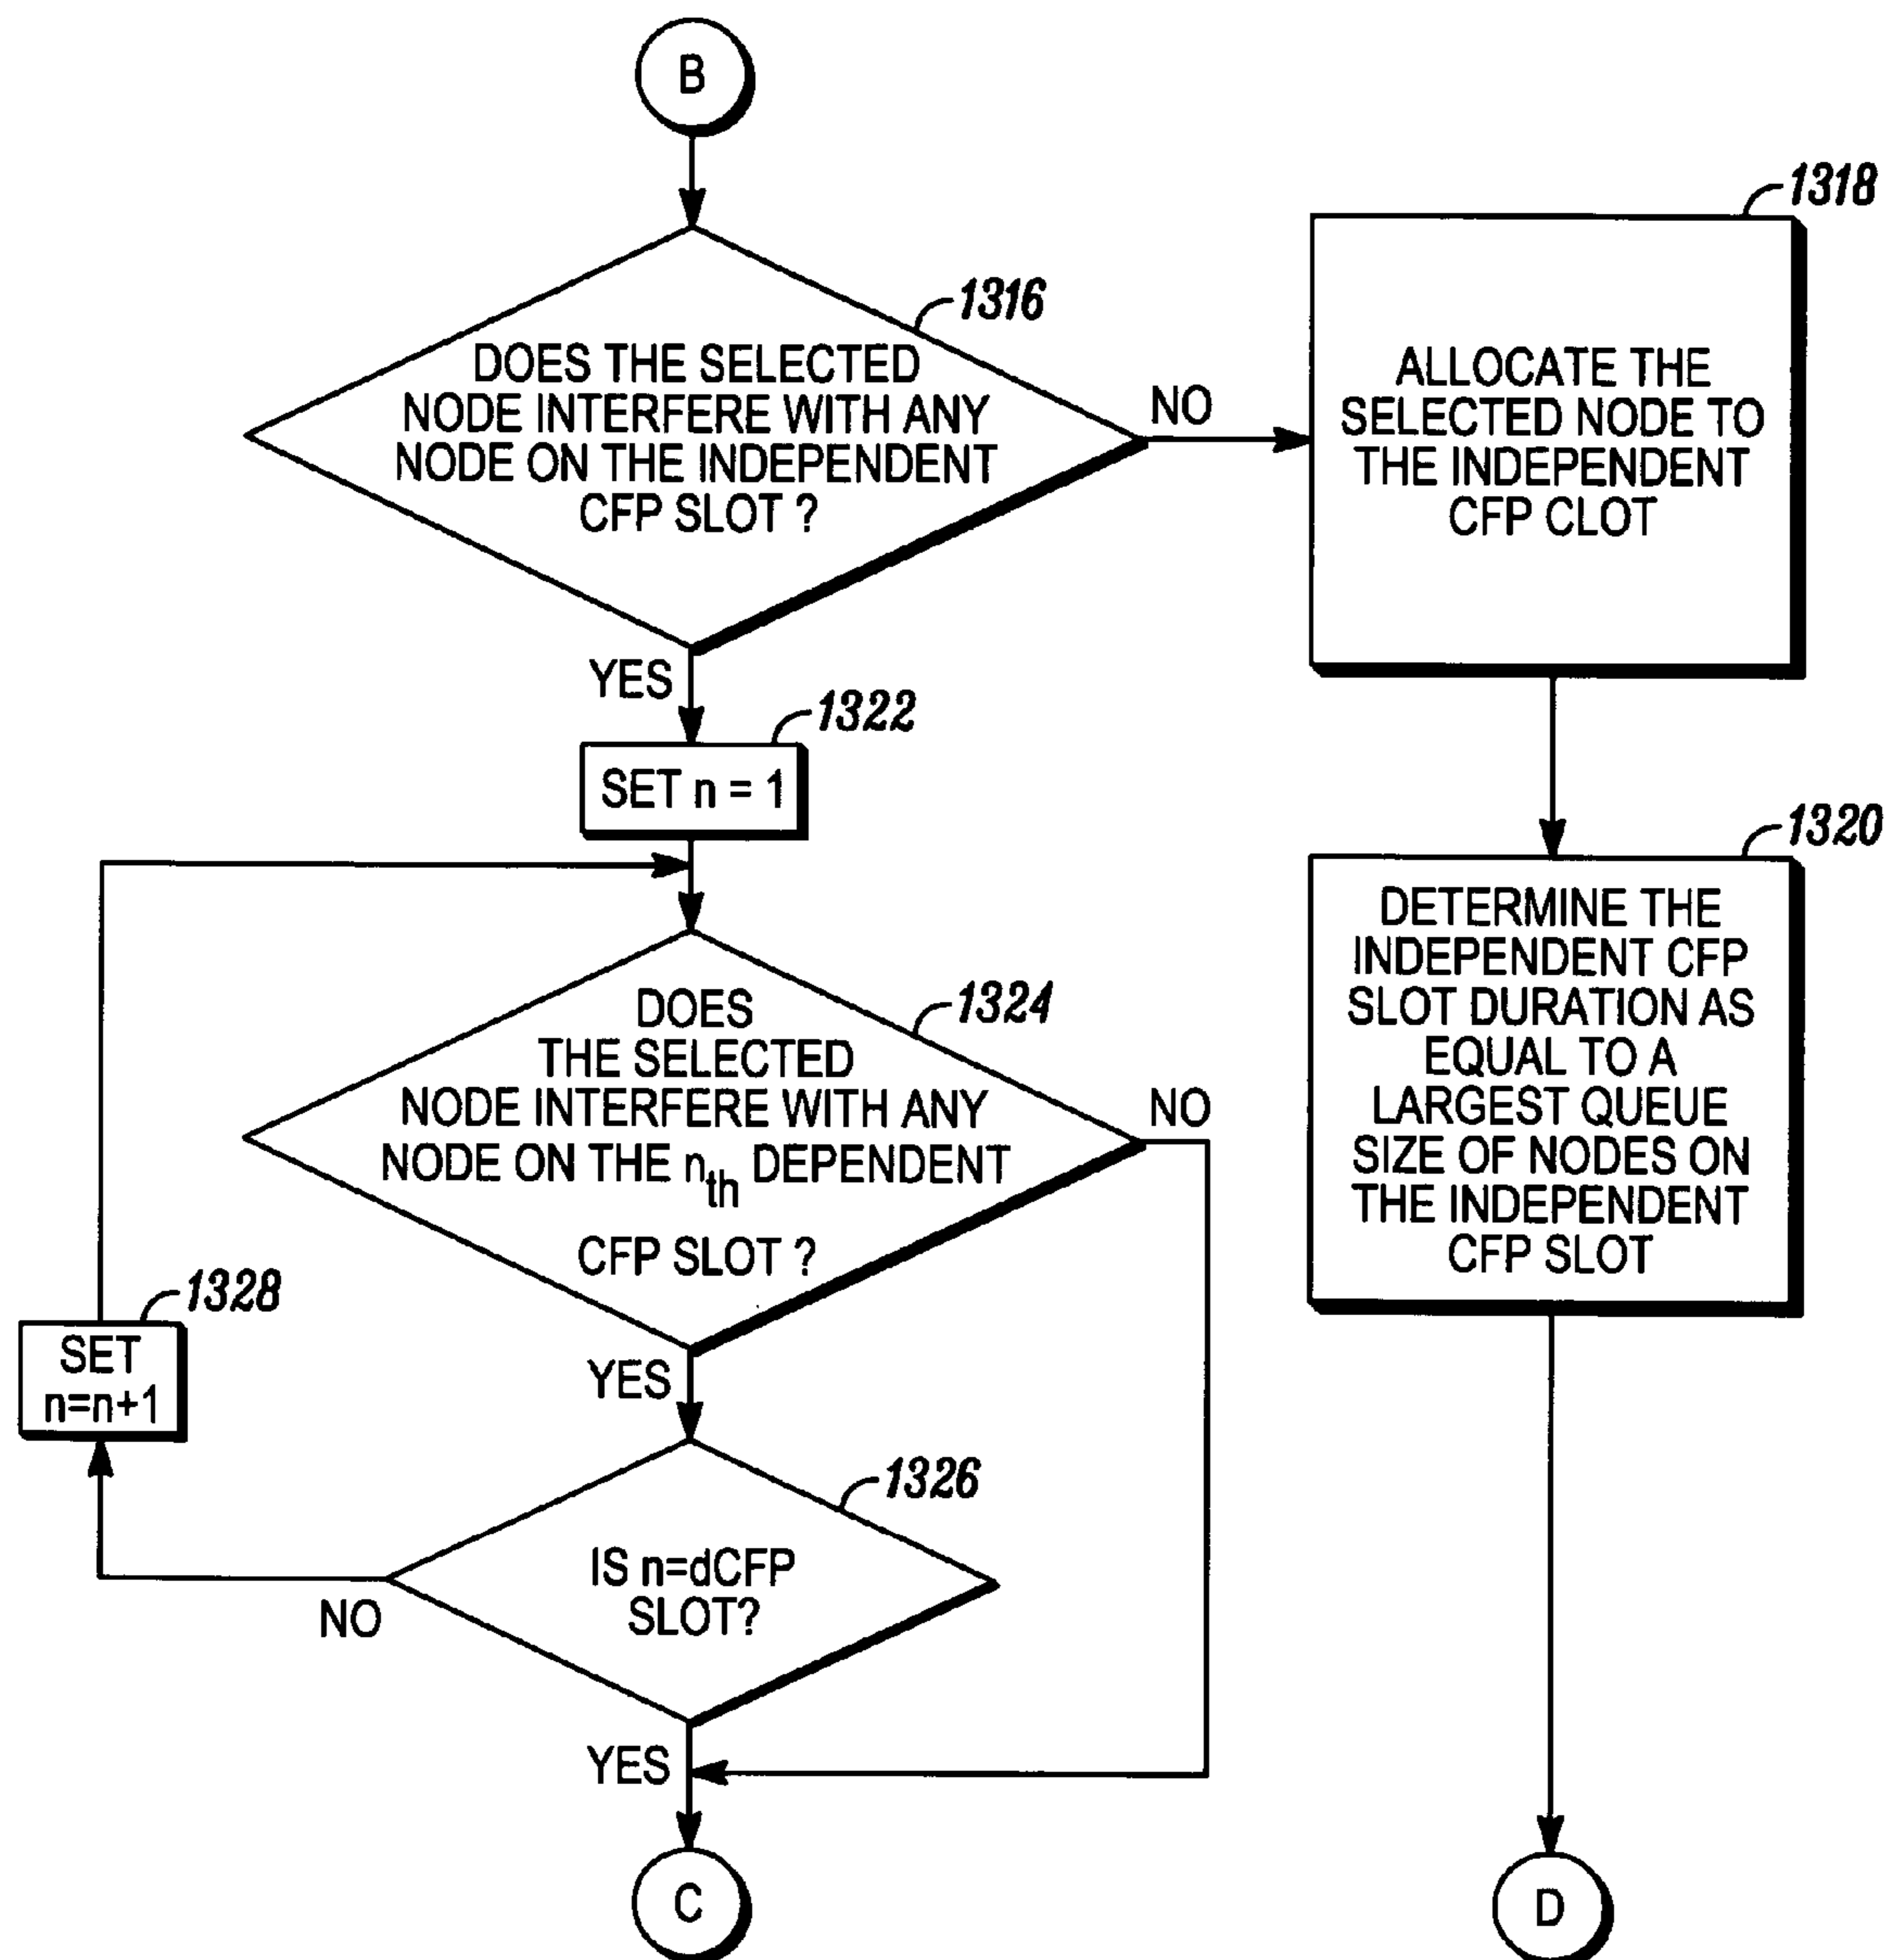 B
1316
DOES THE SELECTED
NODE INTERFERE WITH ANY
NODE ON THE INDEPENDENT
CFP SLOT ?
NO
1318
ALLOCATE THE
SELECTED NODE TO
THE INDEPENDENT
CFP CLOT
YES
1322
SET n = 1
1320
DETERMINE THE
INDEPENDENT CFP
SLOT DURATION AS
EQUAL TO A
LARGEST QUEUE
SIZE OF NODES ON
THE INDEPENDENT
CFP SLOT
1324
DOES
THE SELECTED
NODE INTERFERE WITH ANY
NODE ON THE nth DEPENDENT
CFP SLOT ?
NO
YES
1328
SET
n=n+1
1326
IS n=dCFP
SLOT?
NO
YES
C
D